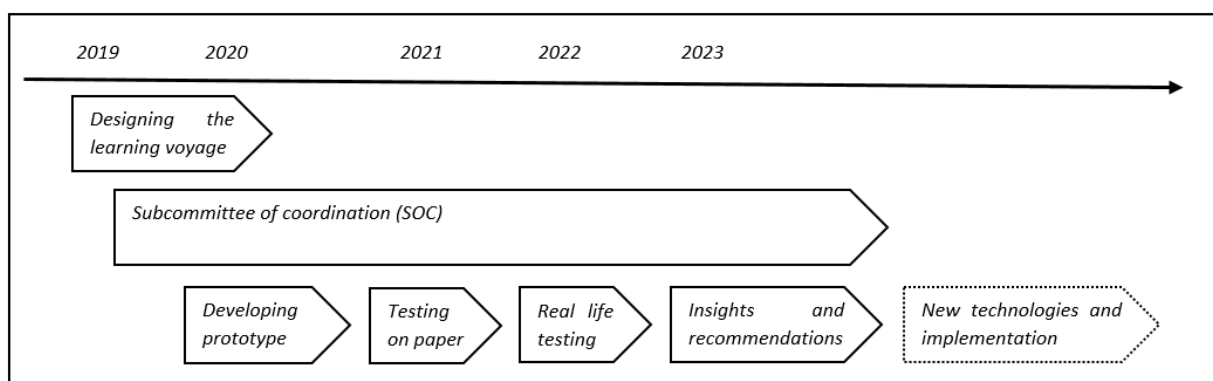 2019 2020 2021 2022 2023
Designing the
learning voyage
Subcommittee of coordination (SOC)
Developing
prototype
Testing
on paper
Real life
testing
Insights and
recommendations
New technologies and
implementation